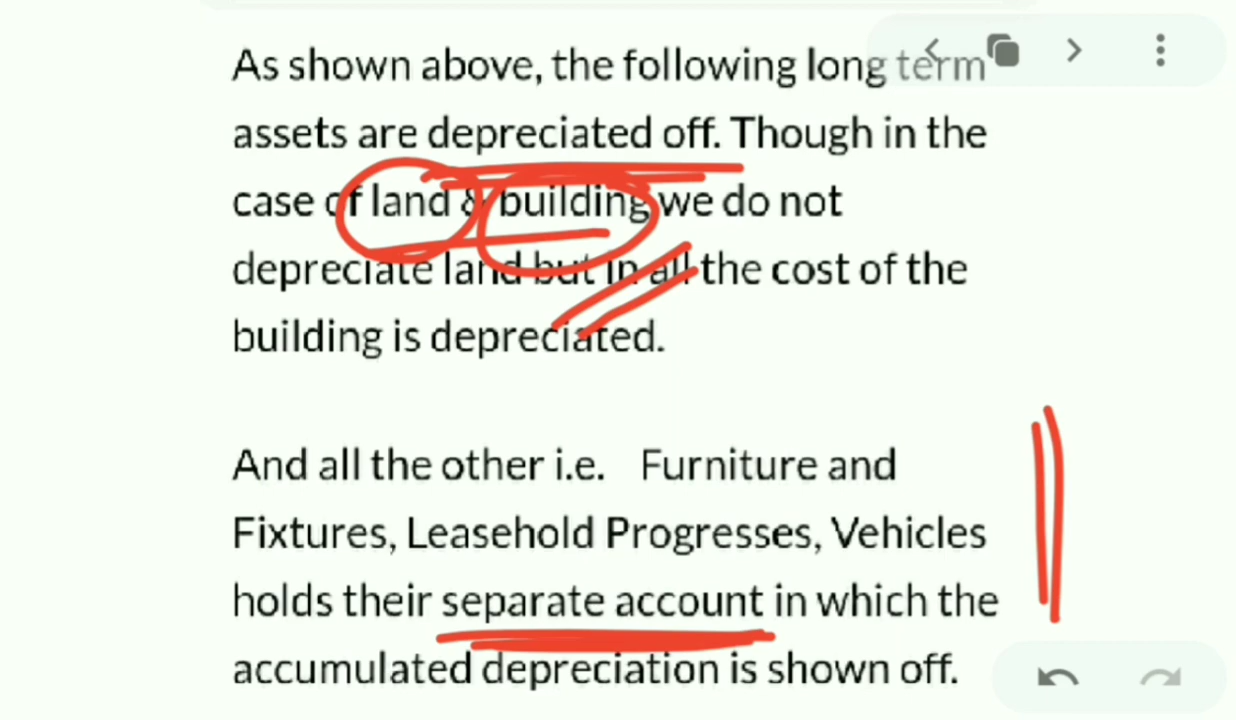 As shown above, the following long term
assets are depreciated off. Though in the
case of land & building we do not
depreciate land but in all the cost of the
building is depreciated.
And all the other i.e. Furniture and
Fixtures, Leasehold Progresses, Vehicles
holds their separate account in which the
accumulated depreciation is shown off.